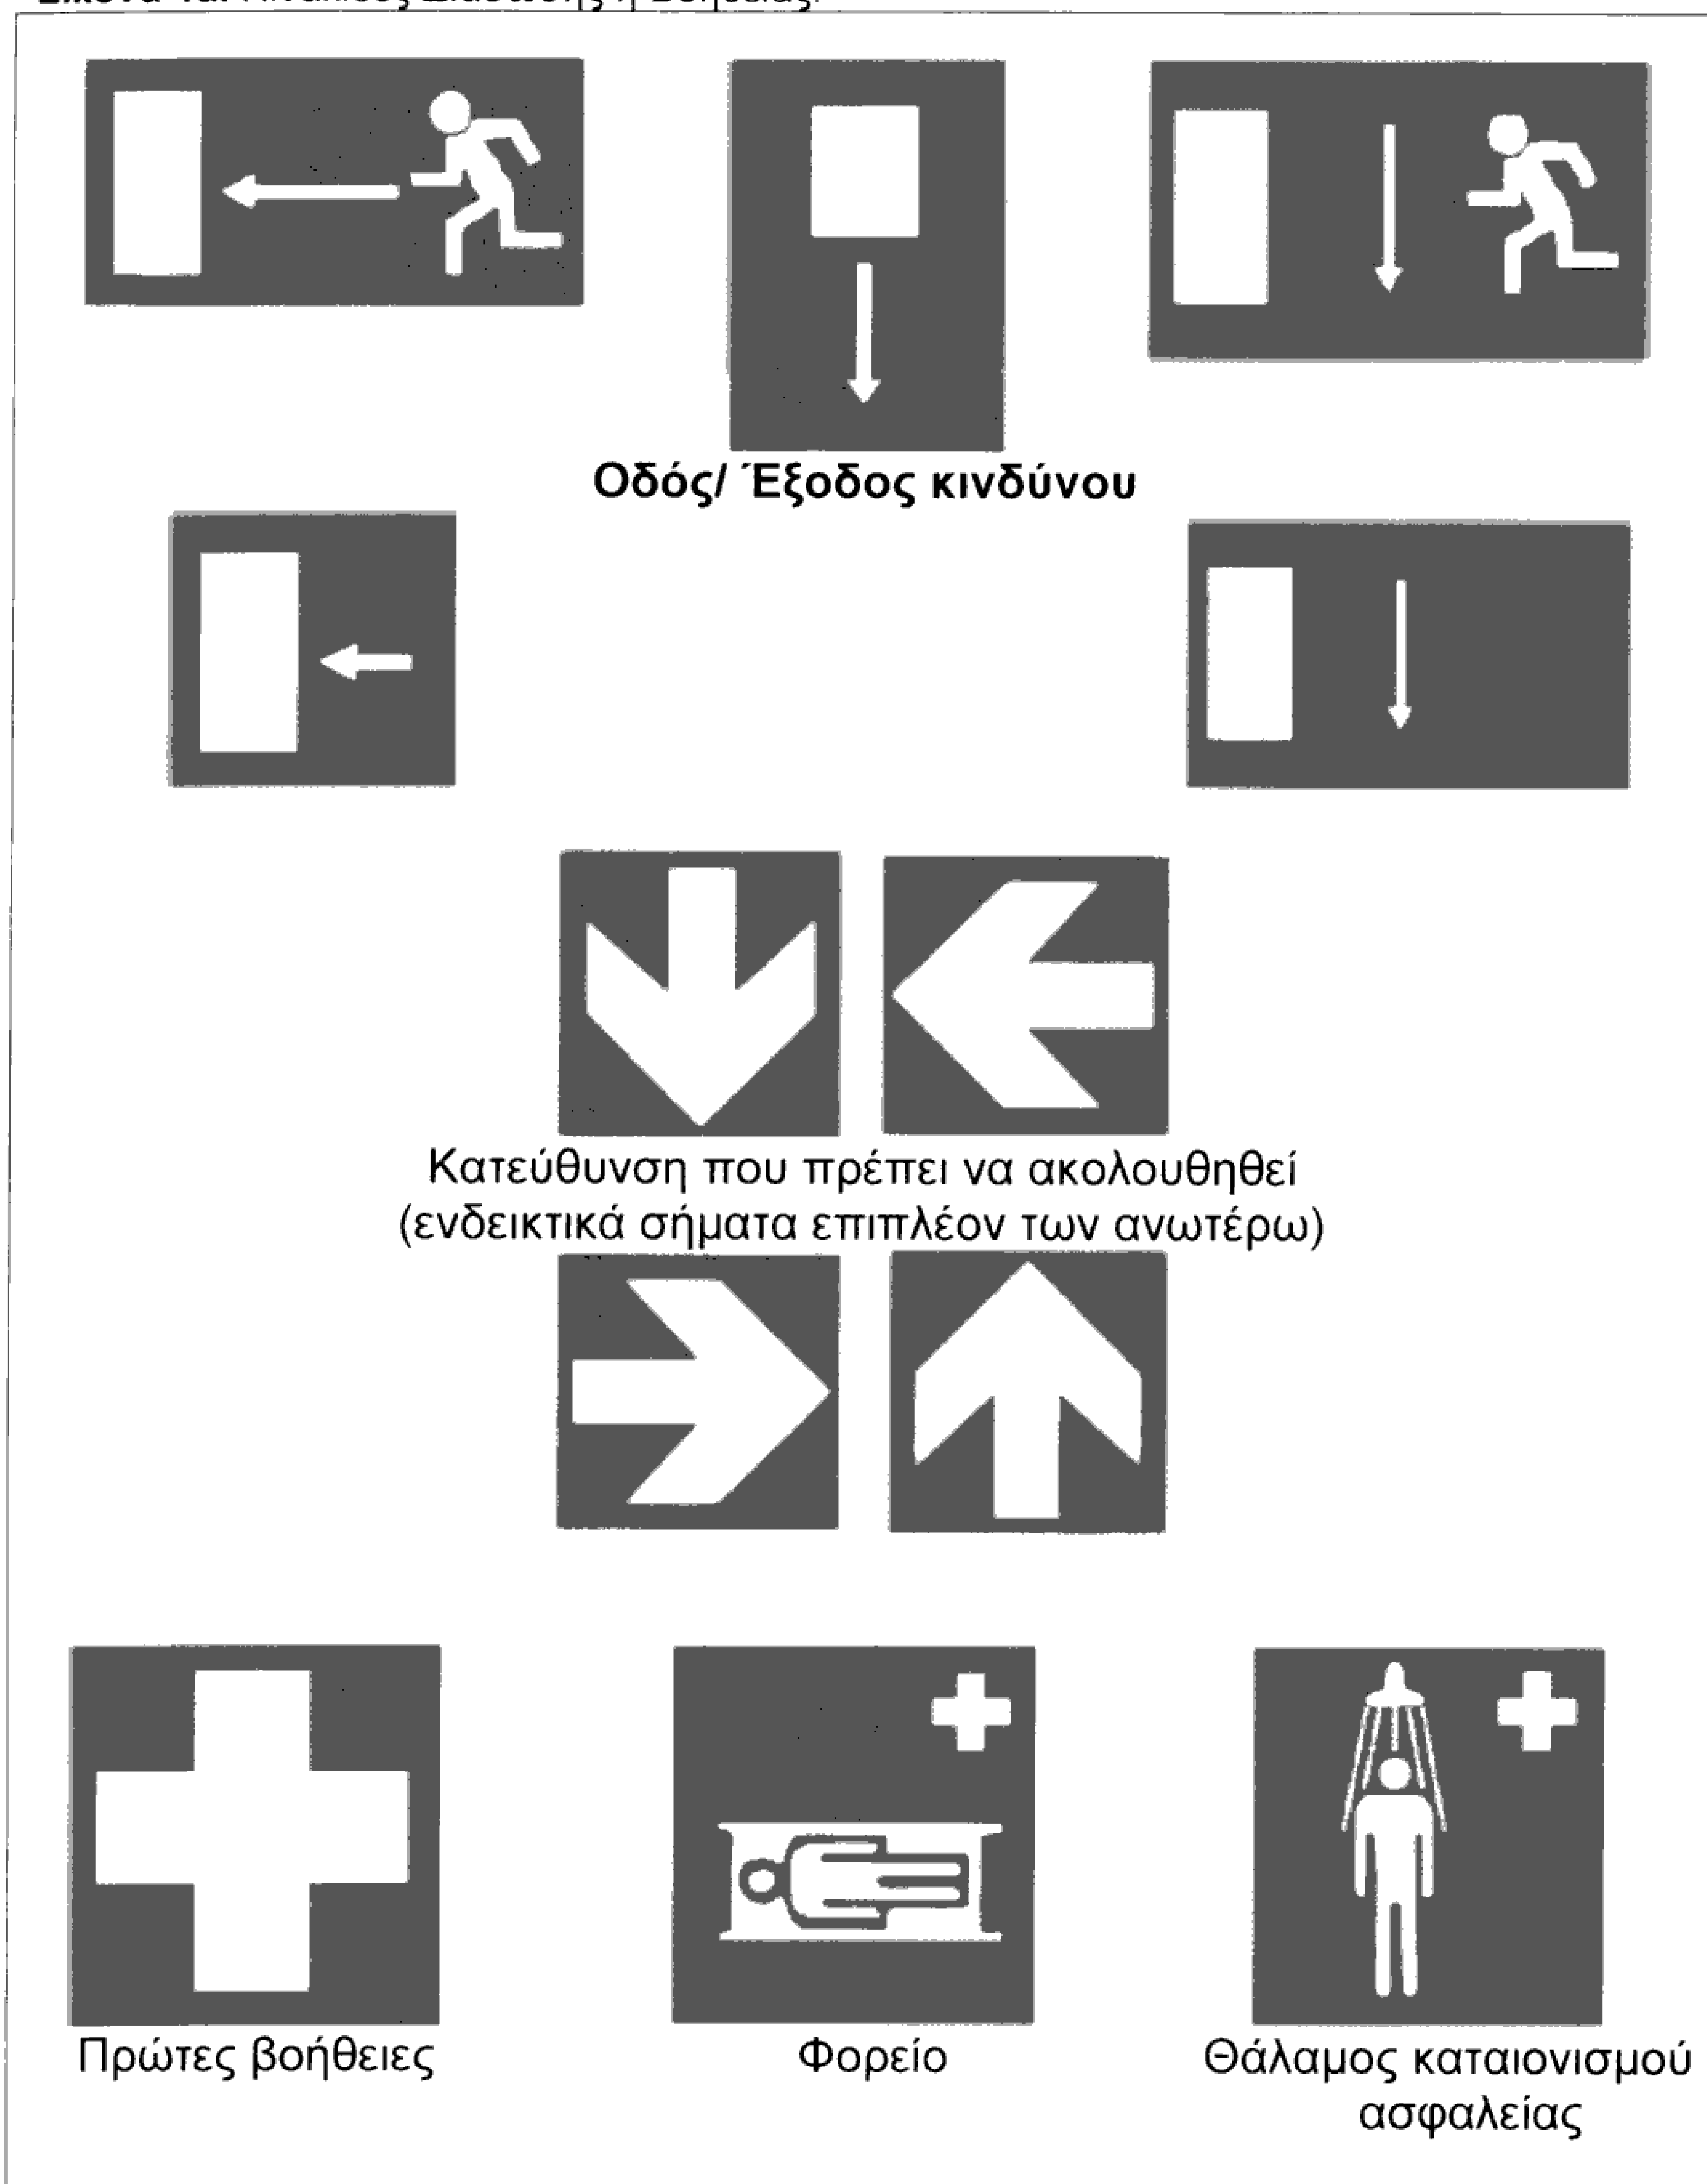 Οδός/ Έξοδος κινδύνου
Κατεύθυνση που πρέπει να ακολουθηθεί
(ενδεικτικά σήματα επιπλέον των ανωτέρω)
Πρώτες βοήθειες
Φορείο
Θάλαμος καταιονισμού
ασφαλείας